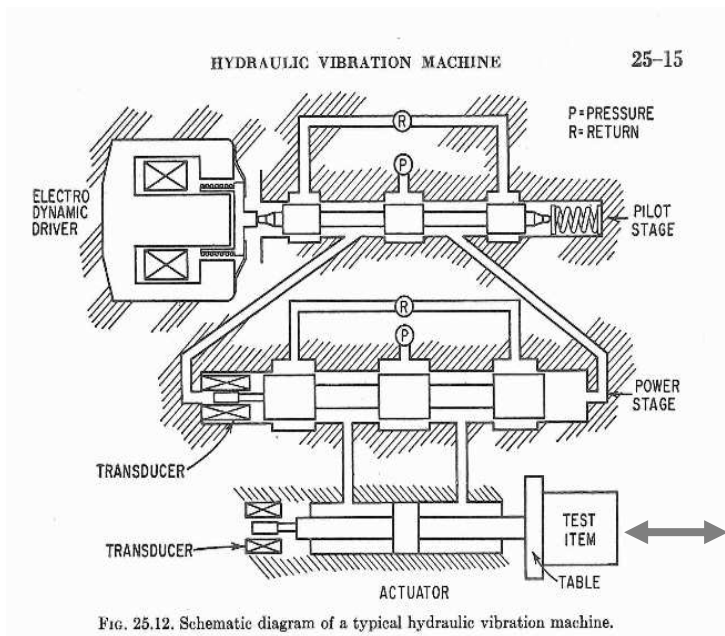 HYDRAULIC VIBRATION MACHINE 25–15
P=PRESSURE
R=RETURN
R
P
ELECTRO
DYNAMIC
DRIVER
PILOT
STAGE
R
P
POWER
STAGE
TRANSDUCER
TEST
ITEM
TRANSDUCER
TABLE
ACTUATOR
FIG. 25.12. Schematic diagram of a typical hydraulic vibration machine.